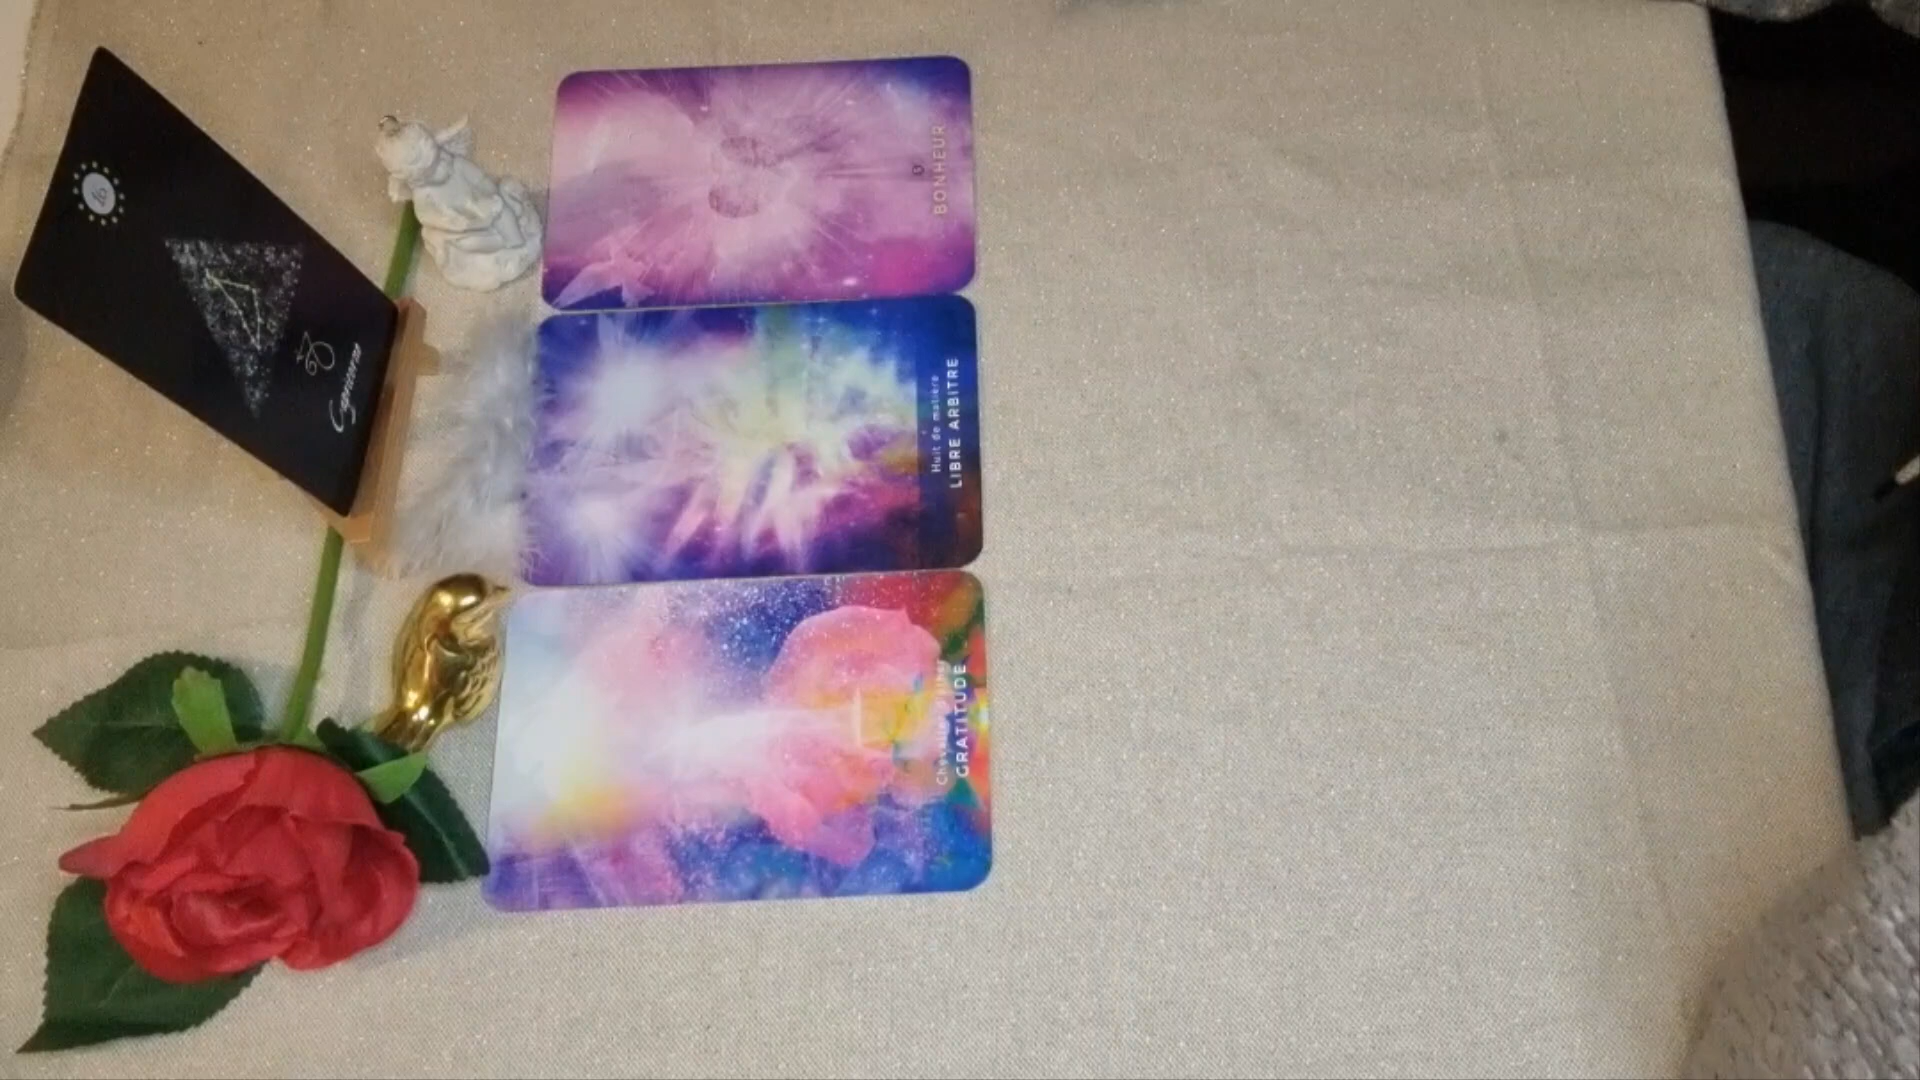 Capricorne
BONHEUR
Huit de matière
LIBRE ARBITRE
GRATITUDE